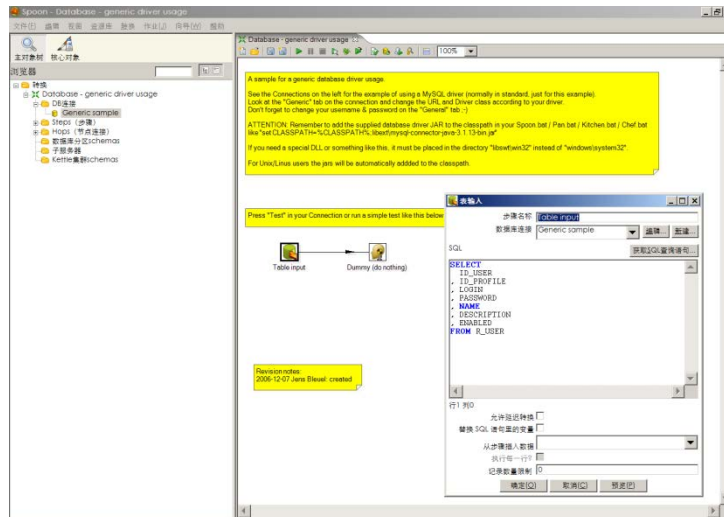 Spoon - Database - generic driver usage
文件(F) 编辑 视图 资源库 转换 作业(J) 向导(W) 帮助
主对象树 核心对象
浏览器
转换
Database - generic driver usage
DB连接
Generic sample
Steps (步骤)
Hops (节点连接)
数据库分区schemas
子服务器
Kettle集群schemas
Database - generic driver usage
100%
A sample for a generic database driver usage.
See the Connections on the left for the example of using a MySQL driver (normally in standard, just for this example).
Look at the "Generic" tab on the connection and change the URL and Driver class according to your driver.
Don't forget to change your username & password on the "General" tab ;-)
ATTENTION: Remember to add the supplied database driver JAR to the classpath in your Spoon.bat / Pan.bat / Kitchen.bat / Chef.bat
like "set CLASSPATH=%CLASSPATH%;libext\mysql-connector-java-3.1.13-bin.jar"
If you need a special DLL or something like this, it must be placed in the directory "libswt\win32" instead of "windows\system32".
For Unix/Linus users the jars will be automatically addded to the classpath.
Press "Test" in your Connection or run a simple test like this below
Table input Dummy (do nothing)
Revision notes:
2006-12-07 Jens Bleuel: created
表输入
步骤名称 Table input
数据库连接 Generic sample 编辑... 新建...
SQL 获取SQL查询语句...
SELECT
ID_USER
, ID_PROFILE
, LOGIN
, PASSWORD
, NAME
, DESCRIPTION
, ENABLED
FROM R_USER
行1 列0
允许延迟转换
替换 SQL 语句里的变量
从步骤插入数据
执行每一行?
记录数量限制 0
确定(O) 取消(C) 预览(P)